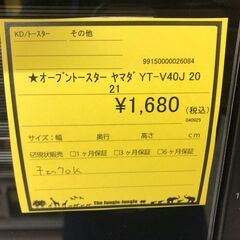 KD/トースター その他
99150000026084
★オーブントースター ヤマダ YT-V40J 20
21
¥1,680 (税込)
040625
サイズ:幅 奥行 高さ cm
☑現状販売 □1ヶ月保証 □3ヶ月保証 □6ヶ月保証
チェックOK
The Jungle Jungle